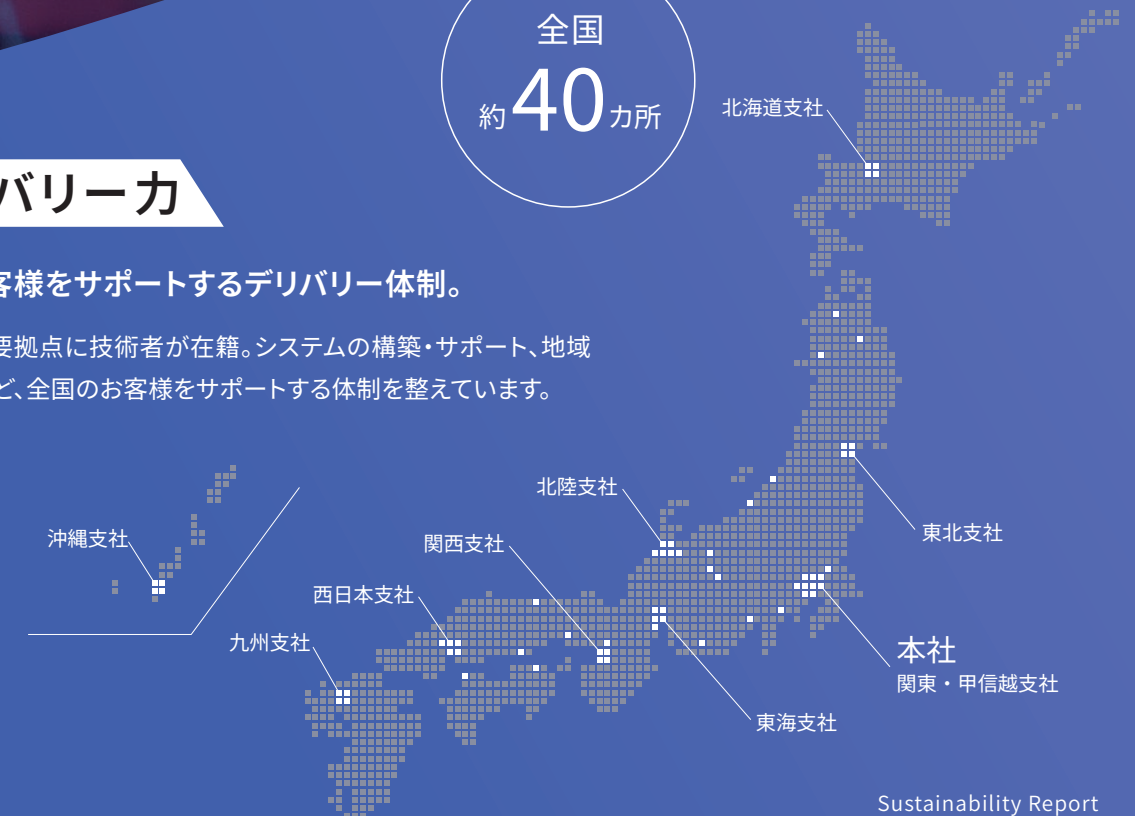 全国
約40カ所
バリー力
客様をサポートするデリバリー体制。
要拠点に技術者が在籍。システムの構築・サポート、地域
ど、全国のお客様をサポートする体制を整えています。
北海道支社
北陸支社
東北支社
沖縄支社
関西支社
西日本支社
九州支社
本社
関東・甲信越支社
東海支社
Sustainability Report